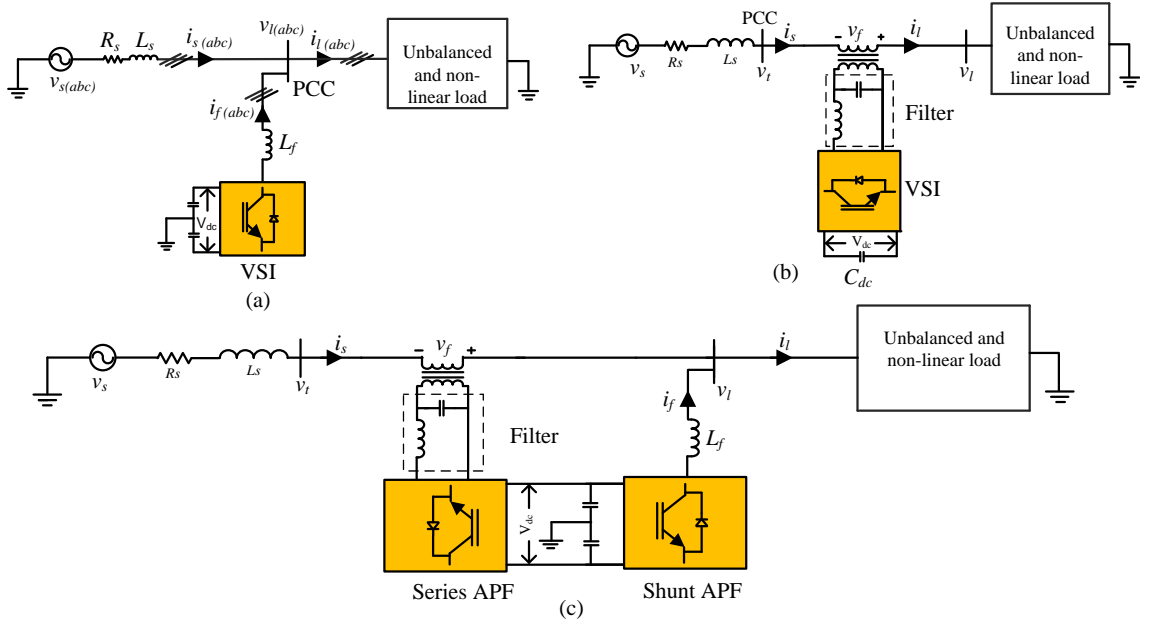 R_s L_s i_s(abc) v_l(abc) i_l(abc)
v_s(abc)
PCC
Unbalanced
and non-
linear load
i_f(abc)
L_f
V_dc
VSI
(a)
PCC
i_s v_f i_l
- +
v_s Rs Ls v_t v_l
Unbalanced
and non-
linear load
Filter
VSI
V_dc
C_dc
(b)
i_s v_f i_l
- +
v_s Rs Ls v_t v_l
Unbalanced and
non-linear load
i_f
L_f
Filter
V_dc
Series APF Shunt APF
(c)